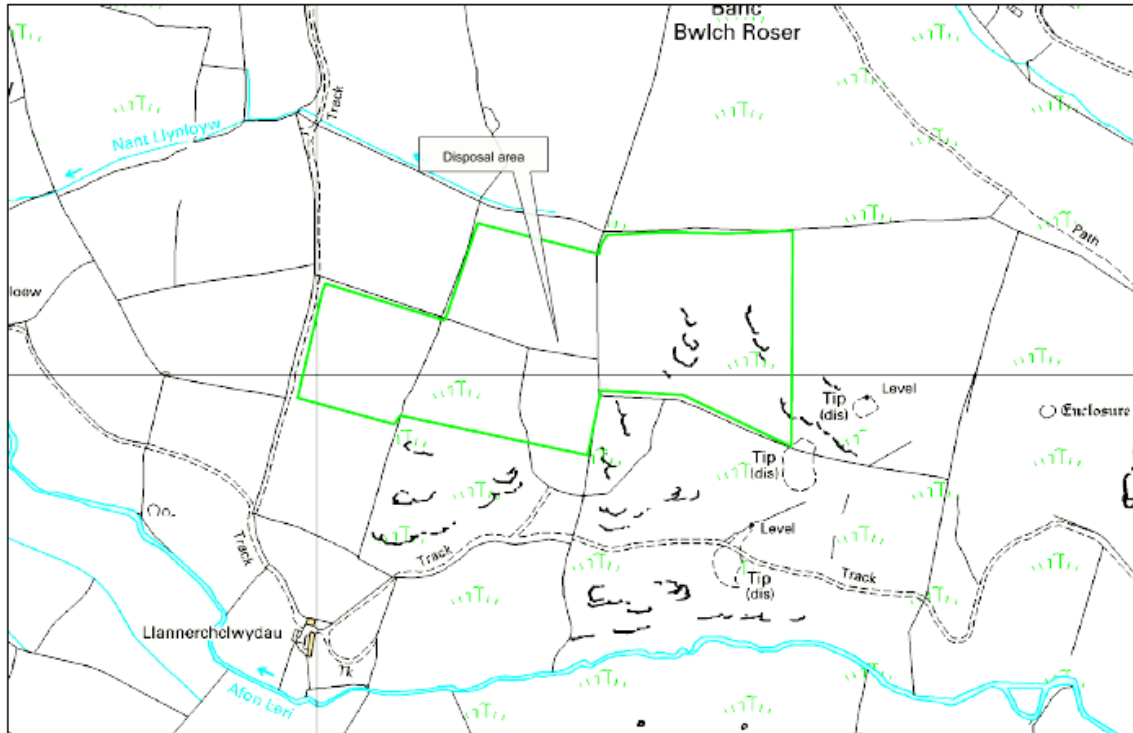 Banc
Bwlch Roser
Track
Nant Llynloyw
Disposal area
Path
loew
Level
Tip
(dis)
Enclosure
Tip
(dis)
Level
Track
Track
Tip
(dis)
Track
Llannerchclwydau
Tk
Afon Leri